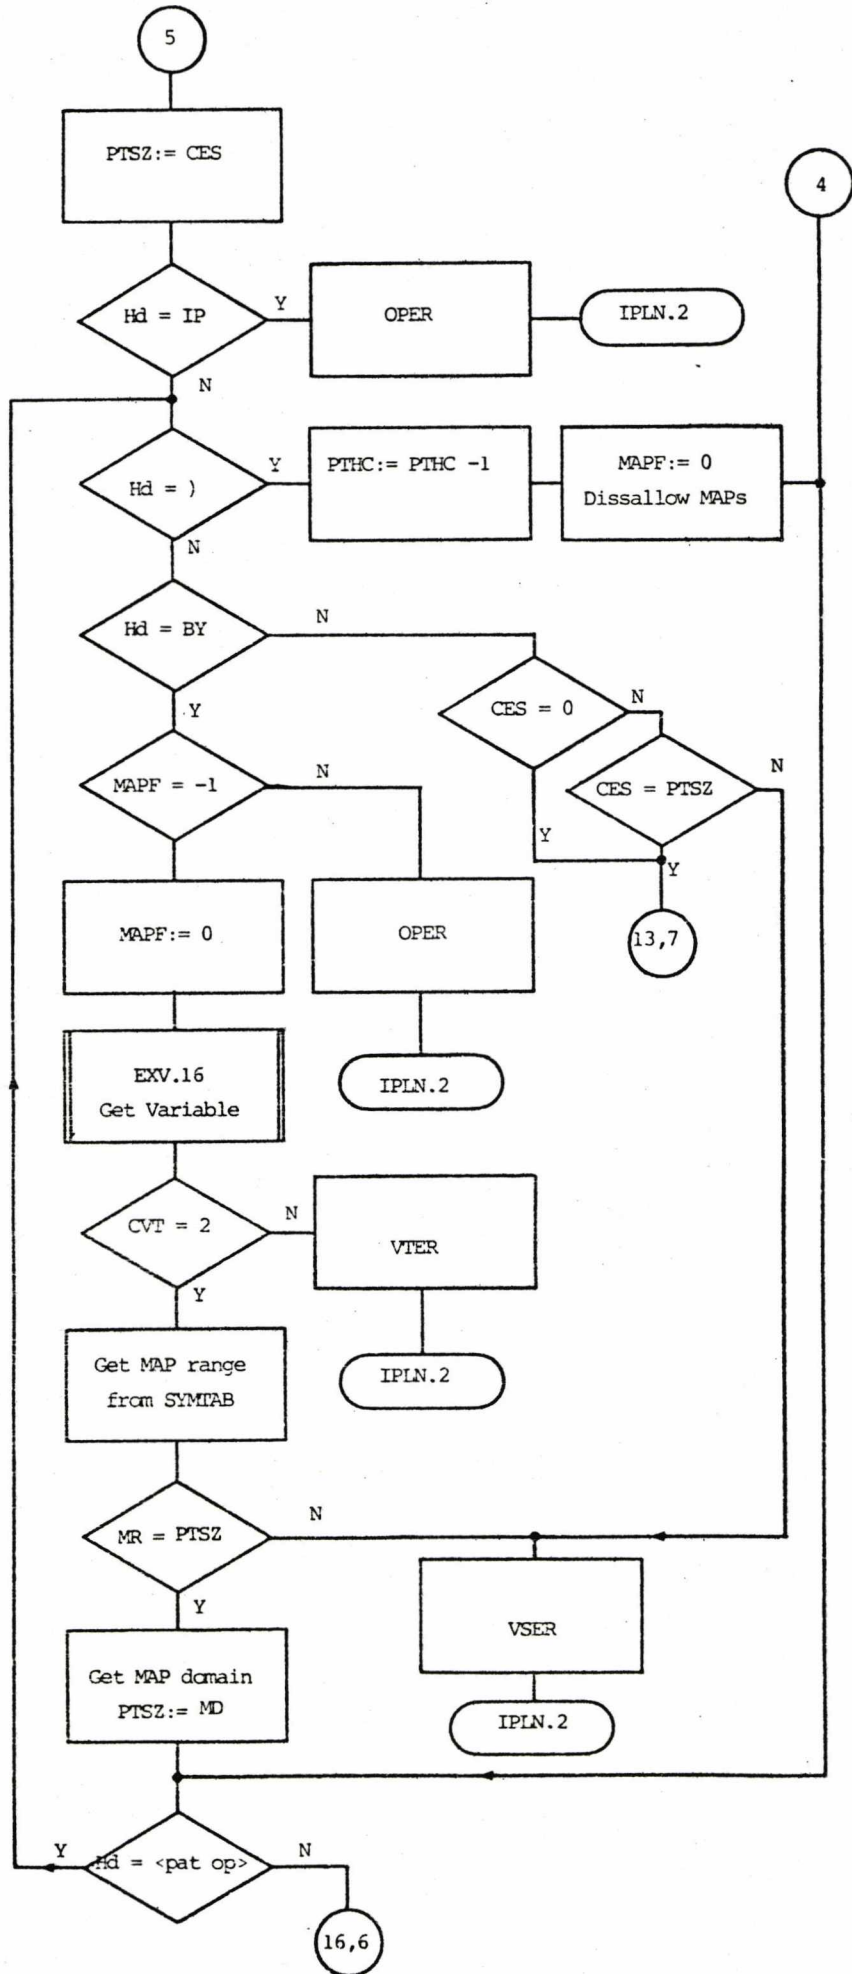 5
PTSZ:= CES
4
Hd = IP
Y
OPER
IPLN.2
N
Hd = )
Y
PTHC:= PTHC -1
MAPF:= 0
Dissallow MAPs
N
Hd = BY
N
CES = 0
N
Y
MAPF = -1
N
CES = PTSZ
N
Y
Y
MAPF:= 0
OPER
13,7
EXV.16
Get Variable
IPLN.2
CVT = 2
N
VTER
Y
Get MAP range
from SYMTAB
IPLN.2
MR = PTSZ
N
Y
VSER
Get MAP domain
PTSZ:= MD
IPLN.2
Y
Hd = <pat op>
N
16,6